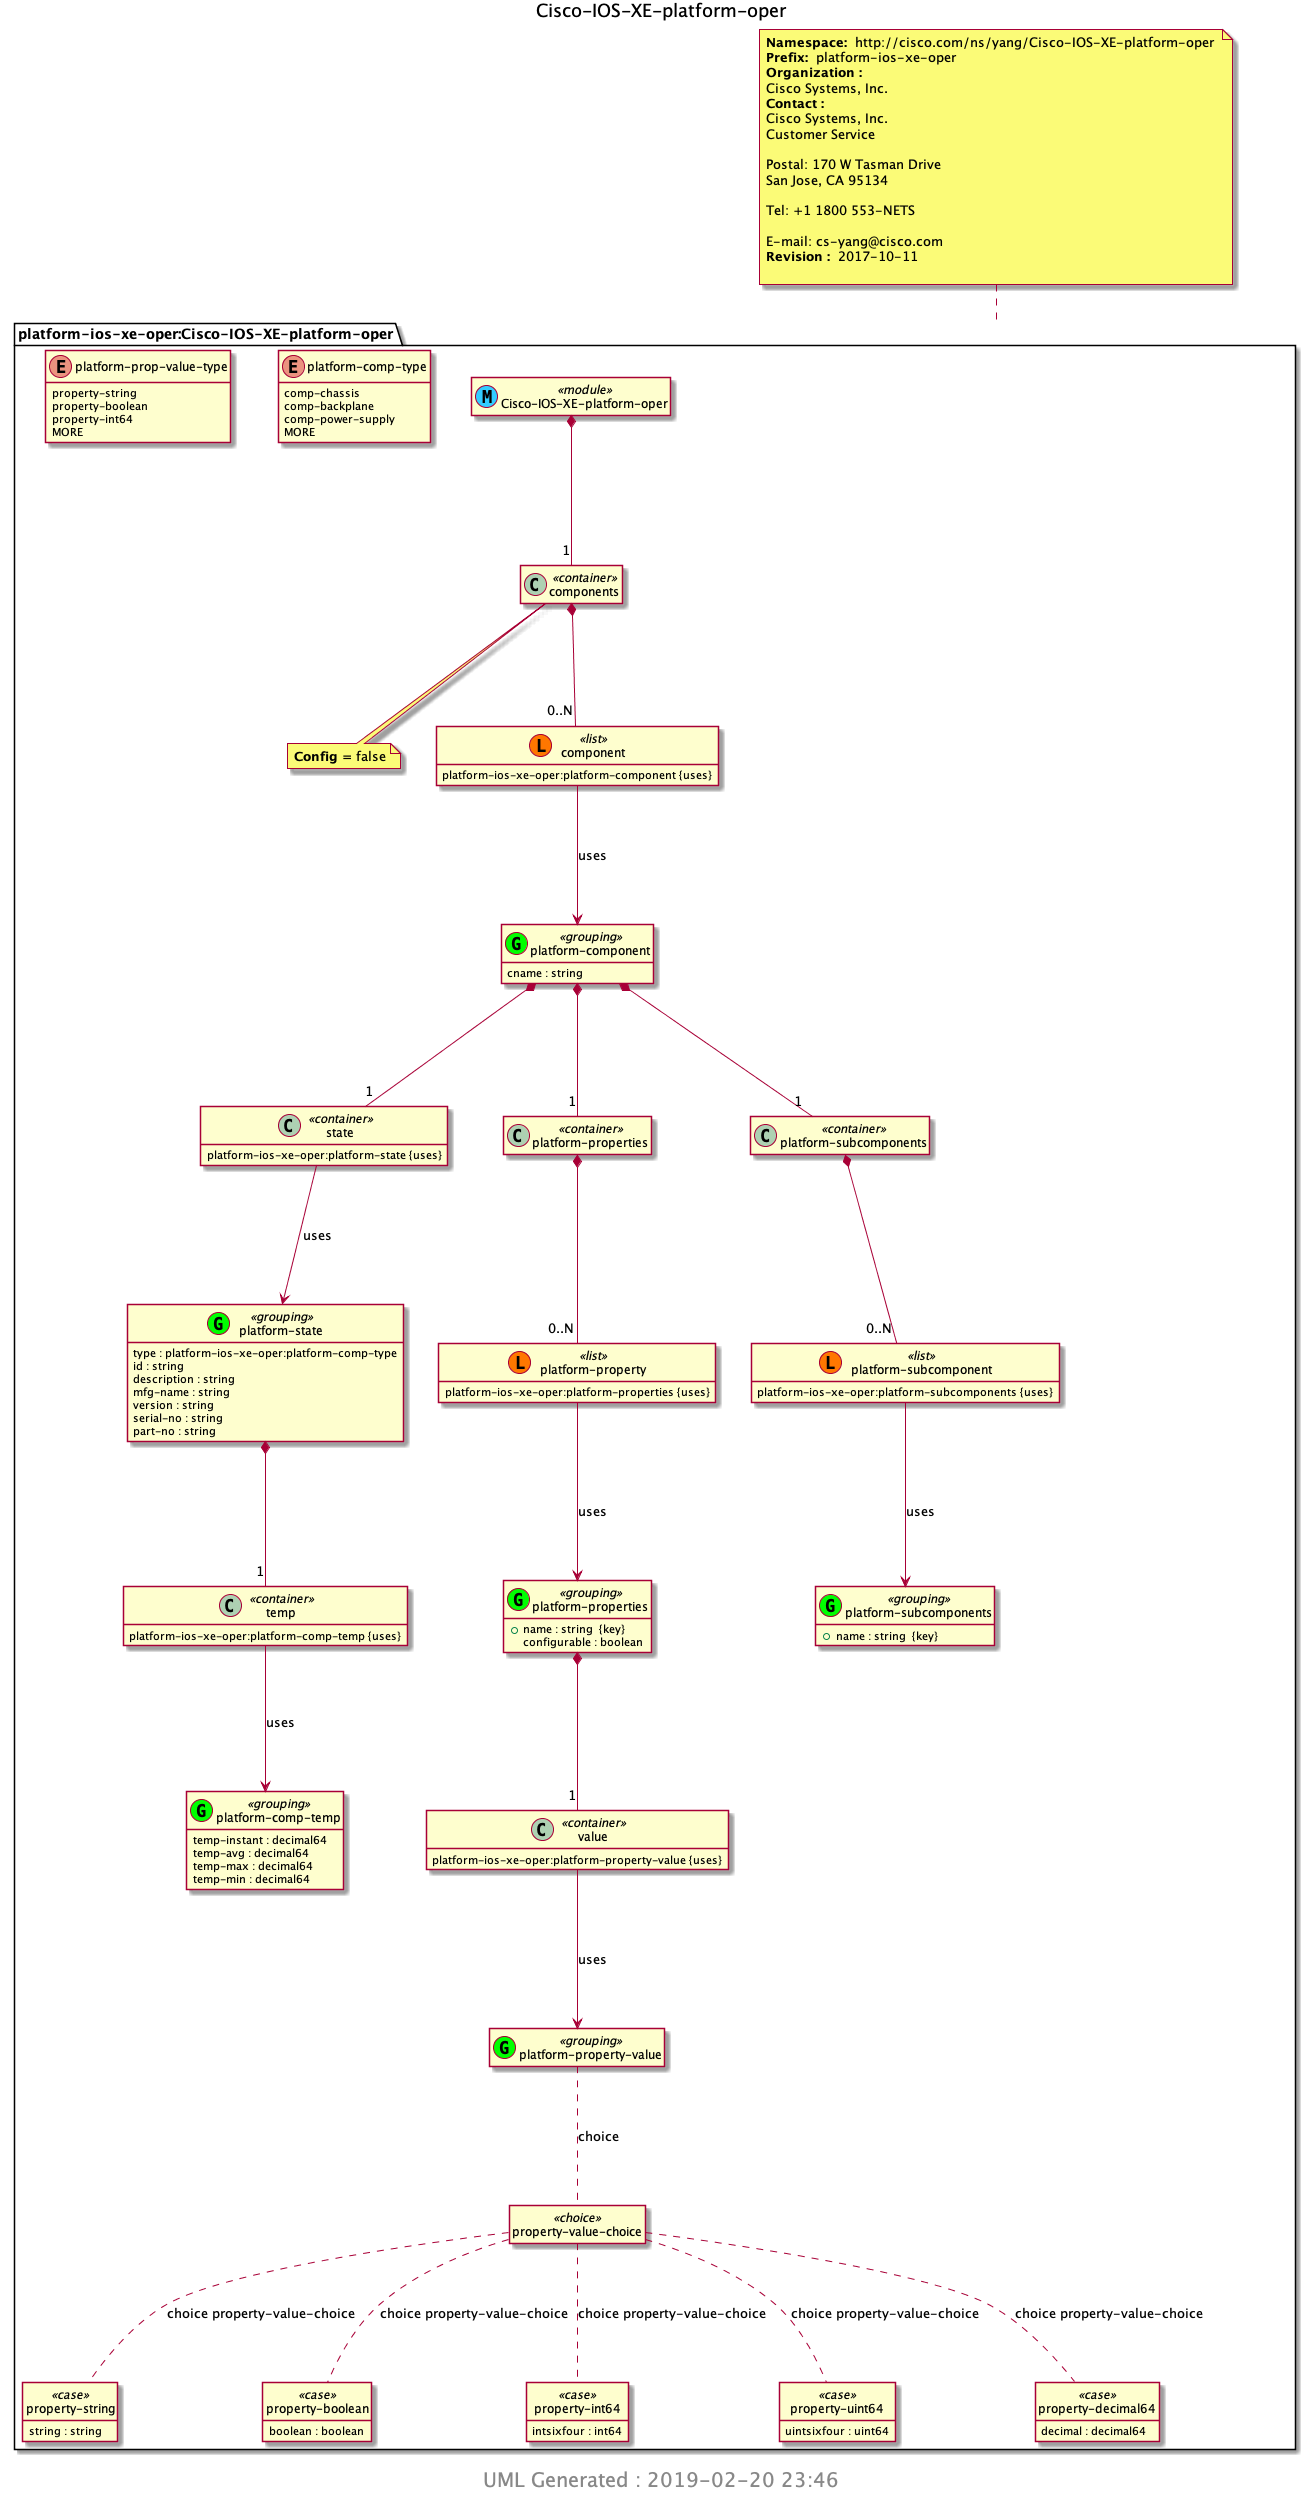 Cisco-IOS-XE-platform-oper
Namespace: http://cisco.com/ns/yang/Cisco-IOS-XE-platform-oper
Prefix: platform-ios-xe-oper
Organization :
Cisco Systems, Inc.
Contact :
Cisco Systems, Inc.
Customer Service
Postal: 170 W Tasman Drive
San Jose, CA 95134
Tel: +1 1800 553-NETS
E-mail: cs-yang@cisco.com
Revision : 2017-10-11
platform-ios-xe-oper:Cisco-IOS-XE-platform-oper
E platform-prop-value-type
property-string
property-boolean
property-int64
MORE
E platform-comp-type
comp-chassis
comp-backplane
comp-power-supply
MORE
M «module»
Cisco-IOS-XE-platform-oper
1
C «container»
components
0..N
Config = false
L «list»
component
platform-ios-xe-oper:platform-component {uses}
uses
G «grouping»
platform-component
cname : string
1
1
1
C «container»
state
platform-ios-xe-oper:platform-state {uses}
C «container»
platform-properties
C «container»
platform-subcomponents
uses
G «grouping»
platform-state
type : platform-ios-xe-oper:platform-comp-type
id : string
description : string
mfg-name : string
version : string
serial-no : string
part-no : string
0..N
L «list»
platform-property
platform-ios-xe-oper:platform-properties {uses}
0..N
L «list»
platform-subcomponent
platform-ios-xe-oper:platform-subcomponents {uses}
uses
uses
1
C «container»
temp
platform-ios-xe-oper:platform-comp-temp {uses}
G «grouping»
platform-properties
name : string {key}
configurable : boolean
G «grouping»
platform-subcomponents
name : string {key}
uses
1
G «grouping»
platform-comp-temp
temp-instant : decimal64
temp-avg : decimal64
temp-max : decimal64
temp-min : decimal64
C «container»
value
platform-ios-xe-oper:platform-property-value {uses}
uses
G «grouping»
platform-property-value
choice
«choice»
property-value-choice
choice property-value-choice
choice property-value-choice
choice property-value-choice
choice property-value-choice
choice property-value-choice
«case»
property-string
string : string
«case»
property-boolean
boolean : boolean
«case»
property-int64
intsixfour : int64
«case»
property-uint64
uintsixfour : uint64
«case»
property-decimal64
decimal : decimal64
UML Generated : 2019-02-20 23:46